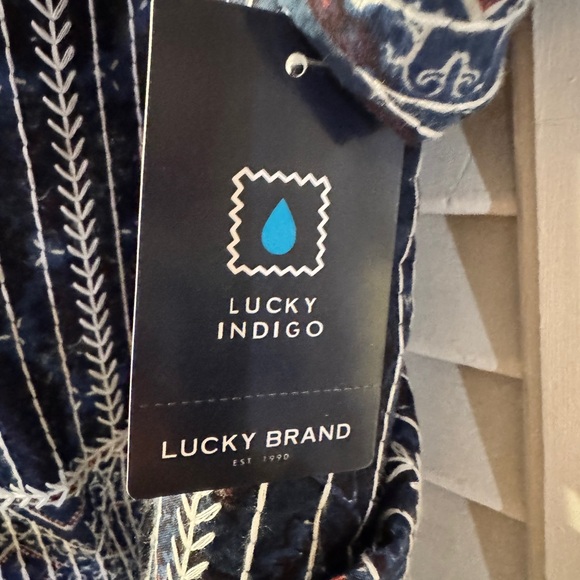 LUCKY
INDIGO
LUCKY BRAND
EST. 1990